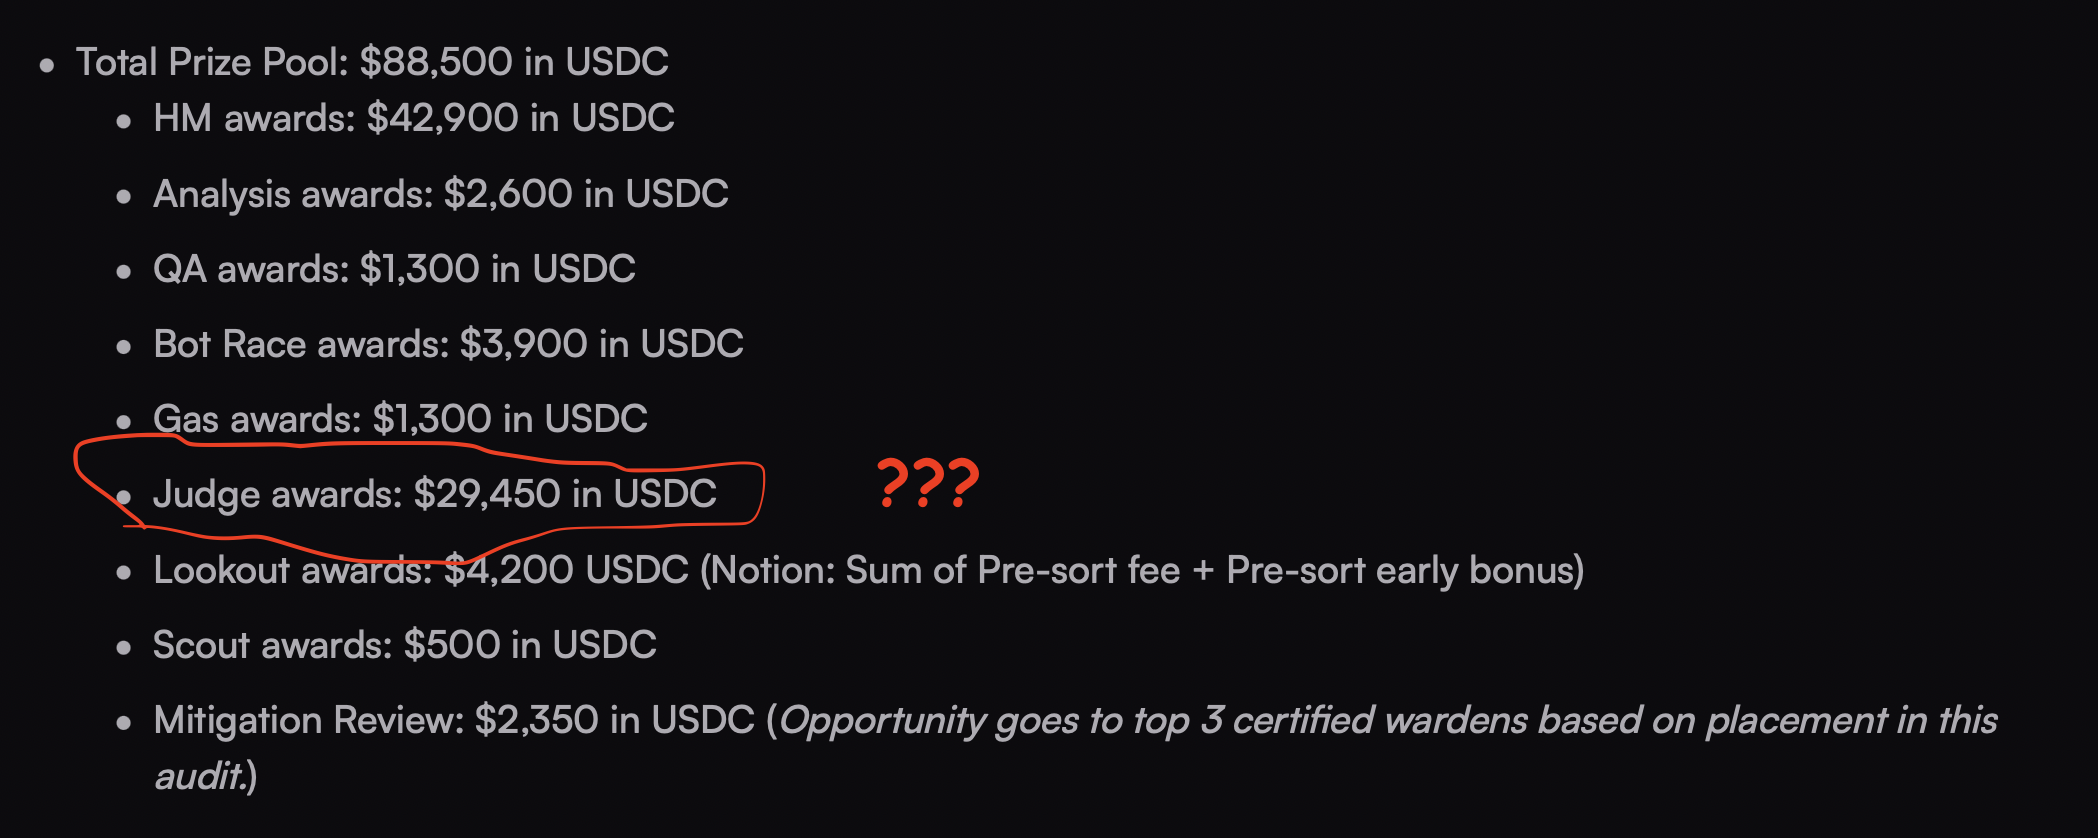 Total Prize Pool: $88,500 in USDC
HM awards: $42,900 in USDC
Analysis awards: $2,600 in USDC
QA awards: $1,300 in USDC
Bot Race awards: $3,900 in USDC
Gas awards: $1,300 in USDC
Judge awards: $29,450 in USDC ???
Lookout awards: $4,200 USDC (Notion: Sum of Pre-sort fee + Pre-sort early bonus)
Scout awards: $500 in USDC
Mitigation Review: $2,350 in USDC (Opportunity goes to top 3 certified wardens based on placement in this
audit.)